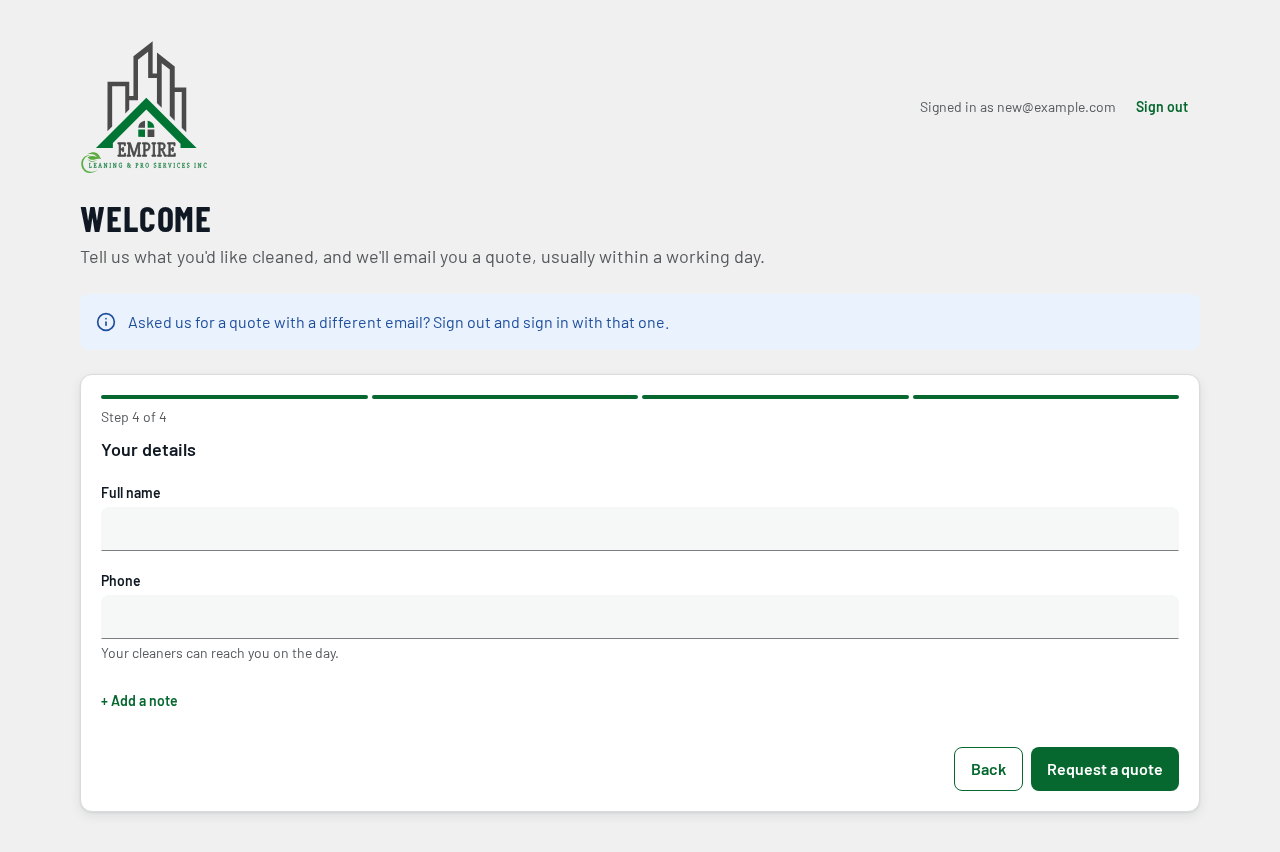 EMPIRE
CLEANING & PRO SERVICES INC
Signed in as new@example.com
Sign out
WELCOME
Tell us what you'd like cleaned, and we'll email you a quote, usually within a working day.
Asked us for a quote with a different email? Sign out and sign in with that one.
Step 4 of 4
Your details
Full name
Phone
Your cleaners can reach you on the day.
+ Add a note
Back
Request a quote